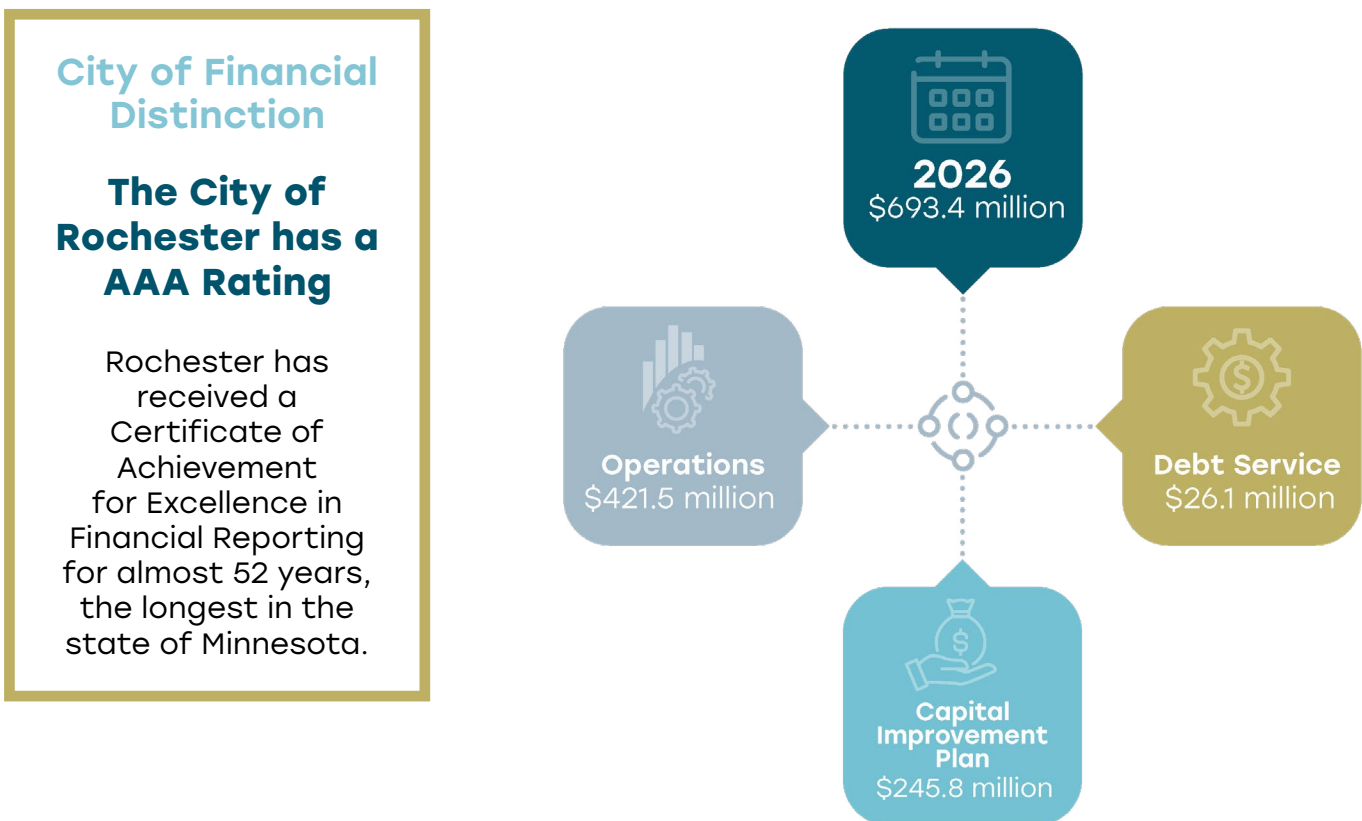 City of Financial
Distinction
The City of
Rochester has a
AAA Rating
Rochester has
received a
Certificate of
Achievement
for Excellence in
Financial Reporting
for almost 52 years,
the longest in the
state of Minnesota.
2026
$693.4 million
Operations
$421.5 million
Debt Service
$26.1 million
Capital
Improvement
Plan
$245.8 million